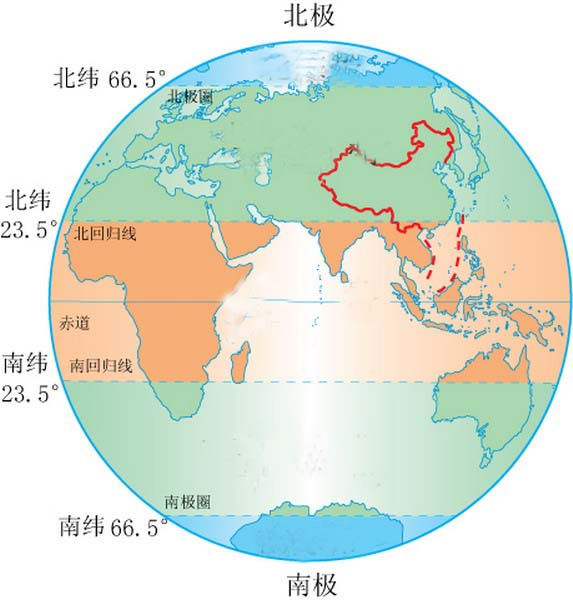 北极
北纬 66.5°
北极圈
北纬
23.5°
北回归线
赤道
南回归线
南纬
23.5°
南极圈
南纬 66.5°
南极